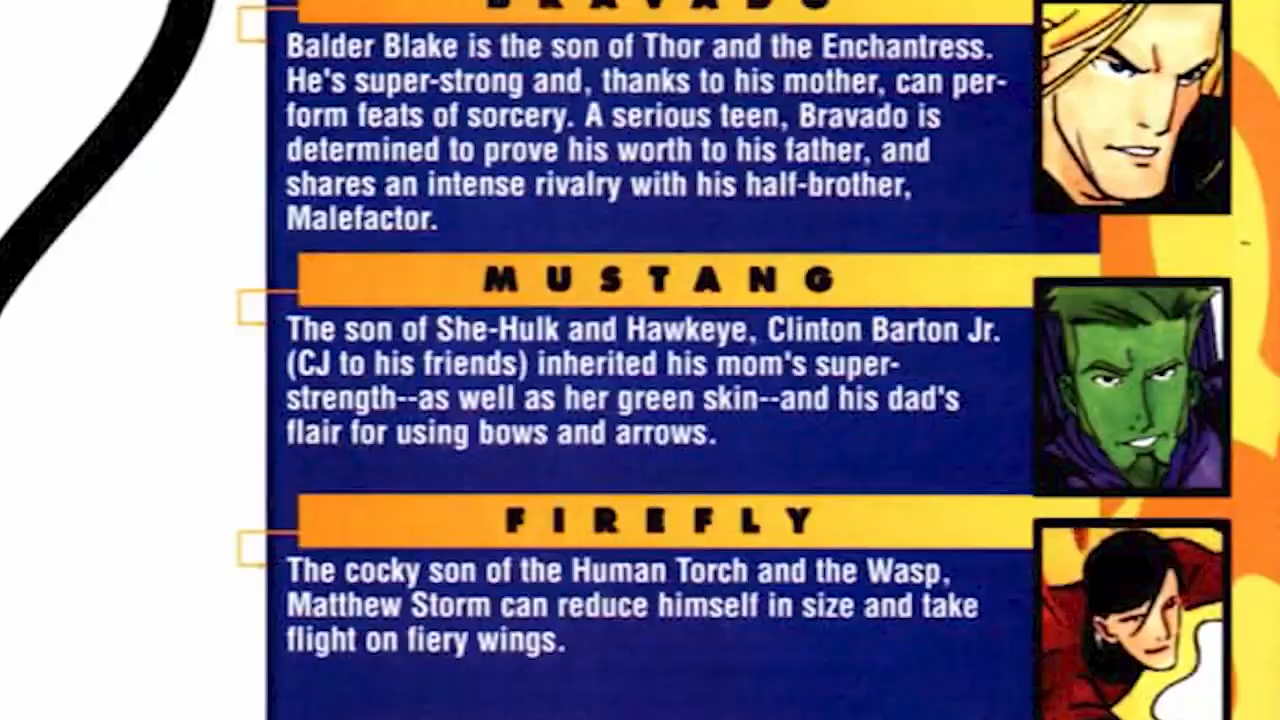 BRAVADO
Balder Blake is the son of Thor and the Enchantress.
He's super-strong and, thanks to his mother, can per-
form feats of sorcery. A serious teen, Bravado is
determined to prove his worth to his father, and
shares an intense rivalry with his half-brother,
Malefactor.
MUSTANG
The son of She-Hulk and Hawkeye, Clinton Barton Jr.
(CJ to his friends) inherited his mom's super-
strength--as well as her green skin--and his dad's
flair for using bows and arrows.
FIREFLY
The cocky son of the Human Torch and the Wasp,
Matthew Storm can reduce himself in size and take
flight on fiery wings.